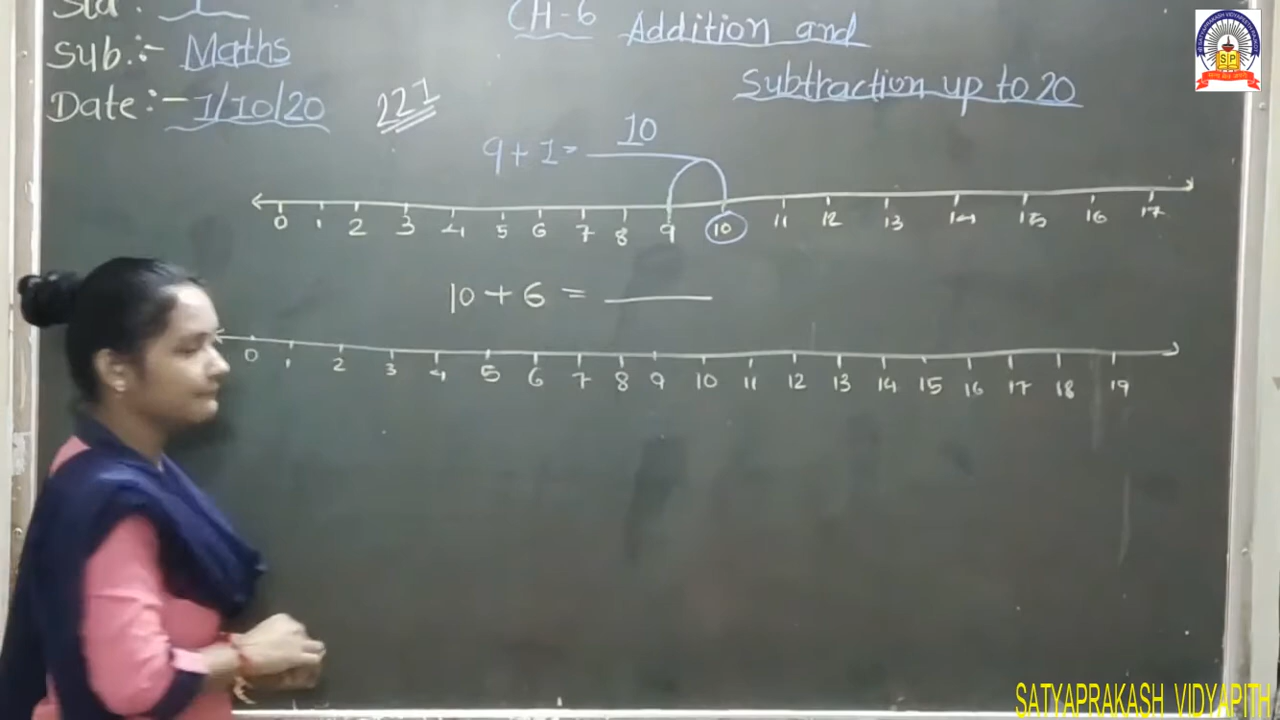 Std : 1
CH-6 Addition and
Sub.:- Maths
subtraction up to 20
Date :- 1/10/20
221
9+1= 10
0 1 2 3 4 5 6 7 8 9 10 11 12 13 14 15 16 17
10 + 6 =
0 1 2 3 4 5 6 7 8 9 10 11 12 13 14 15 16 17 18 19
SP
SATYAPRAKASH VIDYAPITH